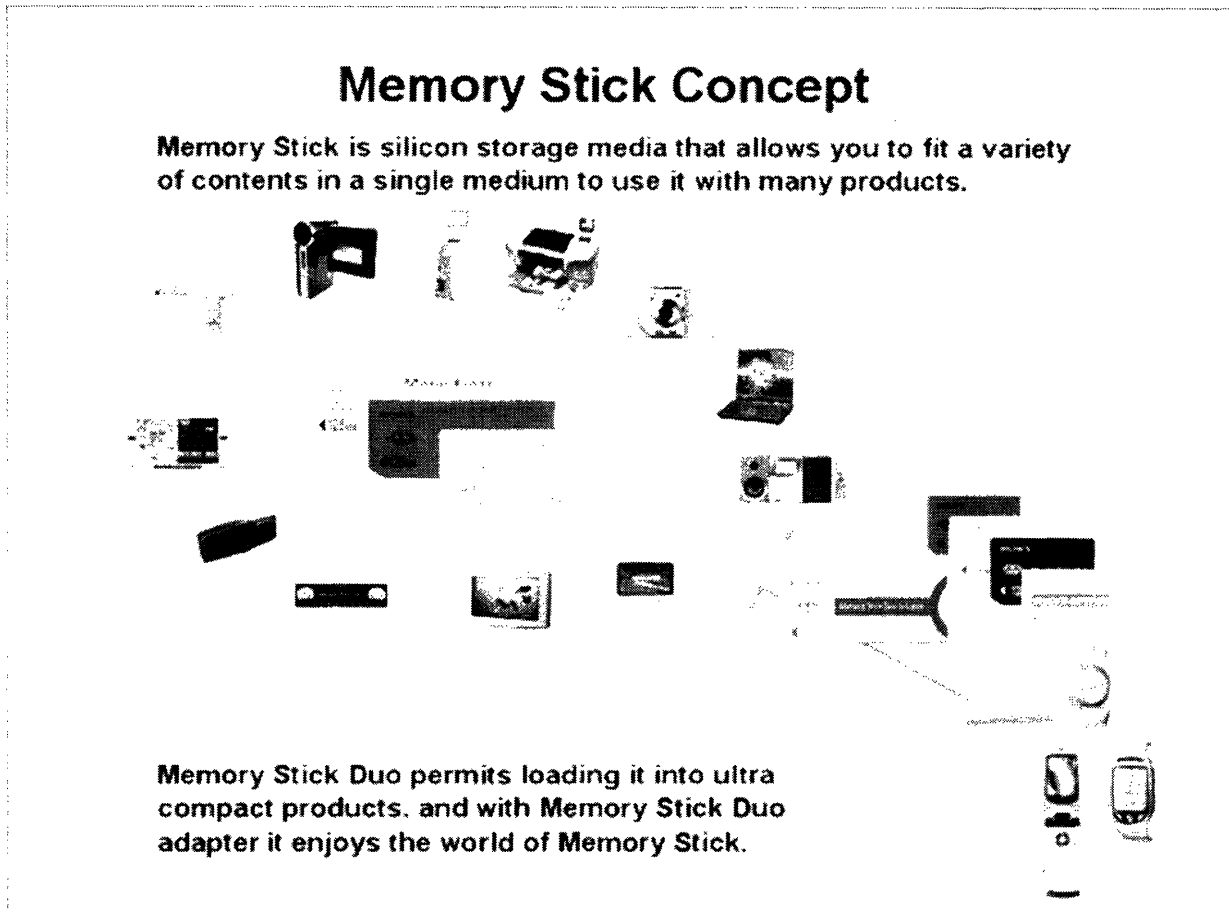 Memory Stick Concept
Memory Stick is silicon storage media that allows you to fit a variety
of contents in a single medium to use it with many products.
Memory Stick Duo permits loading it into ultra
compact products. and with Memory Stick Duo
adapter it enjoys the world of Memory Stick.